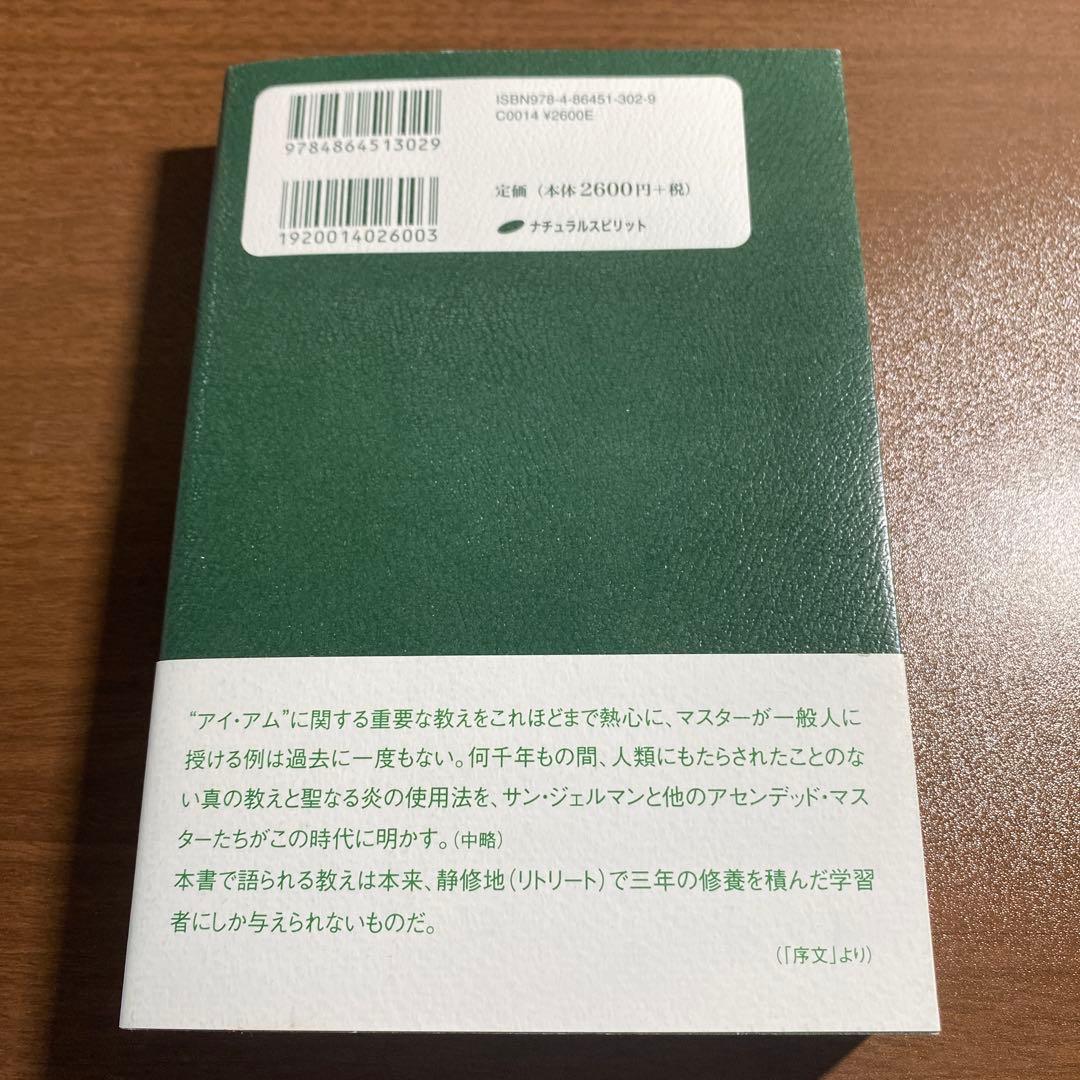 ISBN978-4-86451-302-9
C0014 ¥2600E
9784864513029
定価（本体2600円+税）
1920014026003
ナチュラルスピリット
“アイ・アム”に関する重要な教えをこれほどまで熱心に、マスターが一般人に
授ける例は過去に一度もない。何千年もの間、人類にもたらされたことのな
い真の教えと聖なる炎の使用法を、サン・ジェルマンと他のアセンデッド・マス
ターたちがこの時代に明かす。（中略）
本書で語られる教えは本来、静修地（リトリート）で三年の修養を積んだ学習
者にしか与えられないものだ。
（「序文」より）